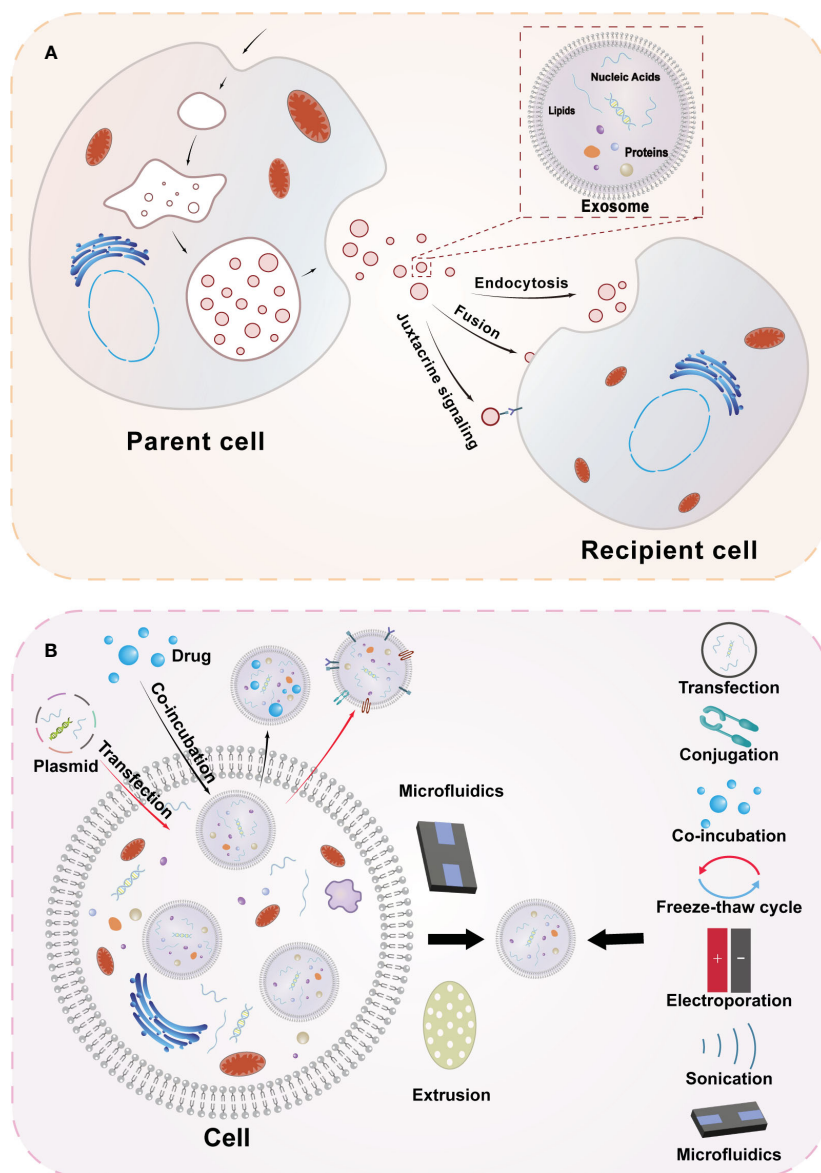 A
Nucleic Acids
Lipids
Proteins
Exosome
Endocytosis
Fusion
Juxtacrine signaling
Parent cell
Recipient cell
B
Drug
Plasmid
Co-incubation
Transfection
Cell
Microfluidics
Extrusion
Transfection
Conjugation
Co-incubation
Freeze-thaw cycle
+ −
Electroporation
Sonication
Microfluidics